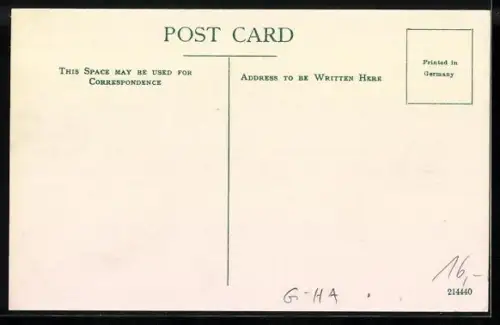 POST CARD
THIS SPACE MAY BE USED FOR
CORRESPONDENCE
ADDRESS TO BE WRITTEN HERE
Printed in
Germany
16,-
214440
G-HA.